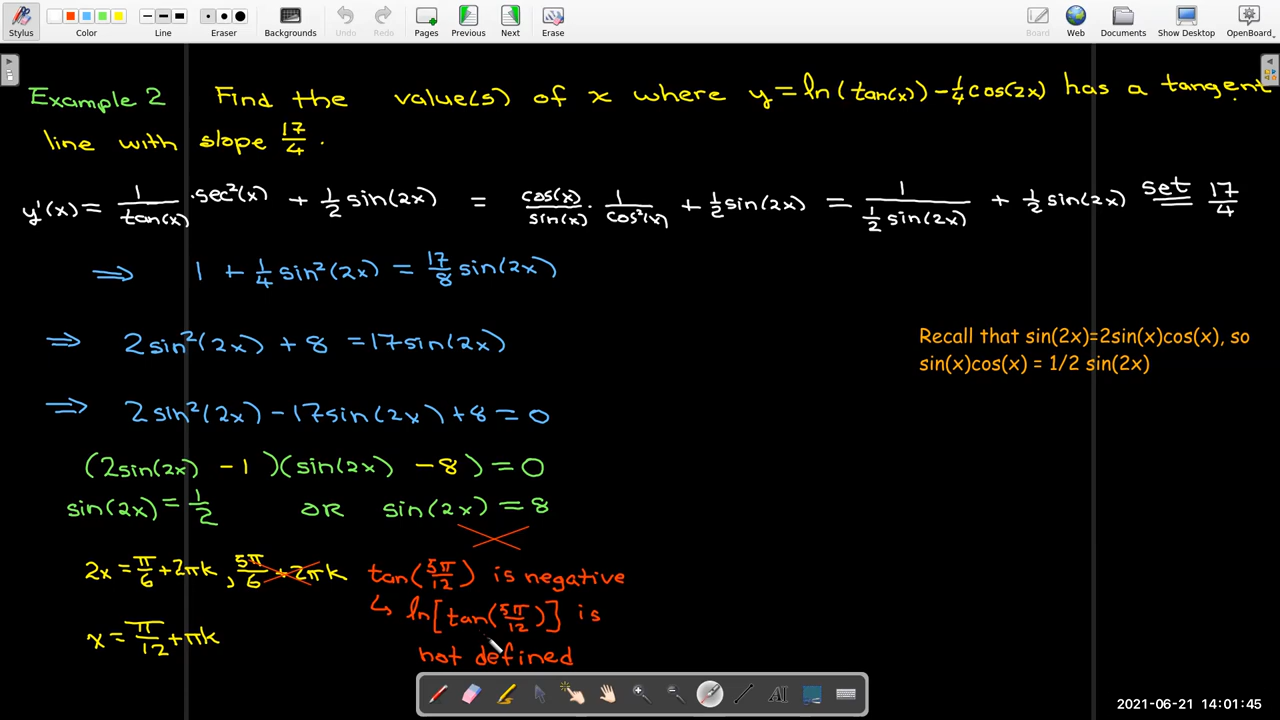 Stylus
Color
Line
Eraser
Backgrounds
Undo
Redo
Pages
Previous
Next
Erase
Board
Web
Documents
Show Desktop
OpenBoard
Example 2 Find the value(s) of x where y = ln(tan(x)) - 1/4 cos(2x) has a tangent
line with slope 17/4.
y'(x) = 1/tan(x) · sec²(x) + 1/2 sin(2x) = cos(x)/sin(x) · 1/cos²(x) + 1/2 sin(2x) = 1/(1/2 sin(2x)) + 1/2 sin(2x) set = 17/4
⇒ 1 + 1/4 sin²(2x) = 17/8 sin(2x)
⇒ 2sin²(2x) + 8 = 17sin(2x)
Recall that sin(2x)=2sin(x)cos(x), so
sin(x)cos(x) = 1/2 sin(2x)
⇒ 2sin²(2x) - 17sin(2x) + 8 = 0
(2sin(2x) - 1)(sin(2x) - 8) = 0
sin(2x) = 1/2 OR sin(2x) = 8
2x = π/6 + 2πk, 5π/6 + 2πk
x = π/12 + πk
tan(5π/12) is negative
↳ ln[tan(5π/12)] is
not defined
AI
2021-06-21 14:01:45